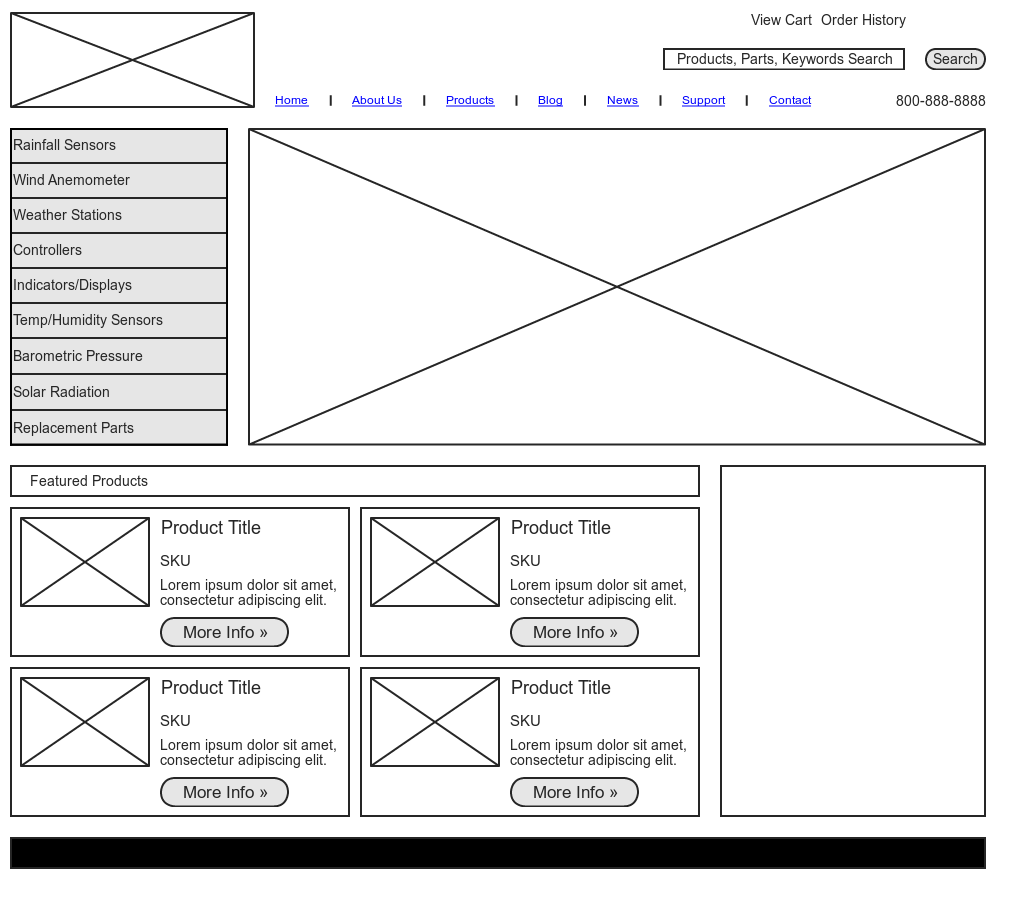 View Cart Order History
Products, Parts, Keywords Search
Search
Home | About Us | Products | Blog | News | Support | Contact
800-888-8888
Rainfall Sensors
Wind Anemometer
Weather Stations
Controllers
Indicators/Displays
Temp/Humidity Sensors
Barometric Pressure
Solar Radiation
Replacement Parts
Featured Products
Product Title
SKU
Lorem ipsum dolor sit amet,
consectetur adipiscing elit.
More Info »
Product Title
SKU
Lorem ipsum dolor sit amet,
consectetur adipiscing elit.
More Info »
Product Title
SKU
Lorem ipsum dolor sit amet,
consectetur adipiscing elit.
More Info »
Product Title
SKU
Lorem ipsum dolor sit amet,
consectetur adipiscing elit.
More Info »